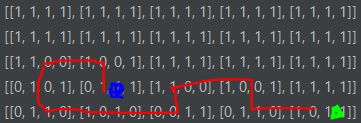 [[1, 1, 1, 1], [1, 1, 1, 1], [1, 1, 1, 1], [1, 1, 1, 1], [1, 1, 1, 1]]
[[1, 1, 1, 1], [1, 1, 1, 1], [1, 1, 1, 1], [1, 1, 1, 1], [1, 1, 1, 1]]
[[1, 1, 0, 0], [1, 0, 0, 1], [1, 1, 1, 1], [1, 1, 1, 1], [1, 1, 1, 1]]
[[0, 1, 0, 1], [0, 1], [1, 1, 0, 0], [1, 0, 0, 1], [1, 1, 1, 1]]
[[0, 1, 1, 0], [1, 0, 1, 0], [0, 0, 1, 1], [0, 1, 1, 0], [1, 0, 1]]